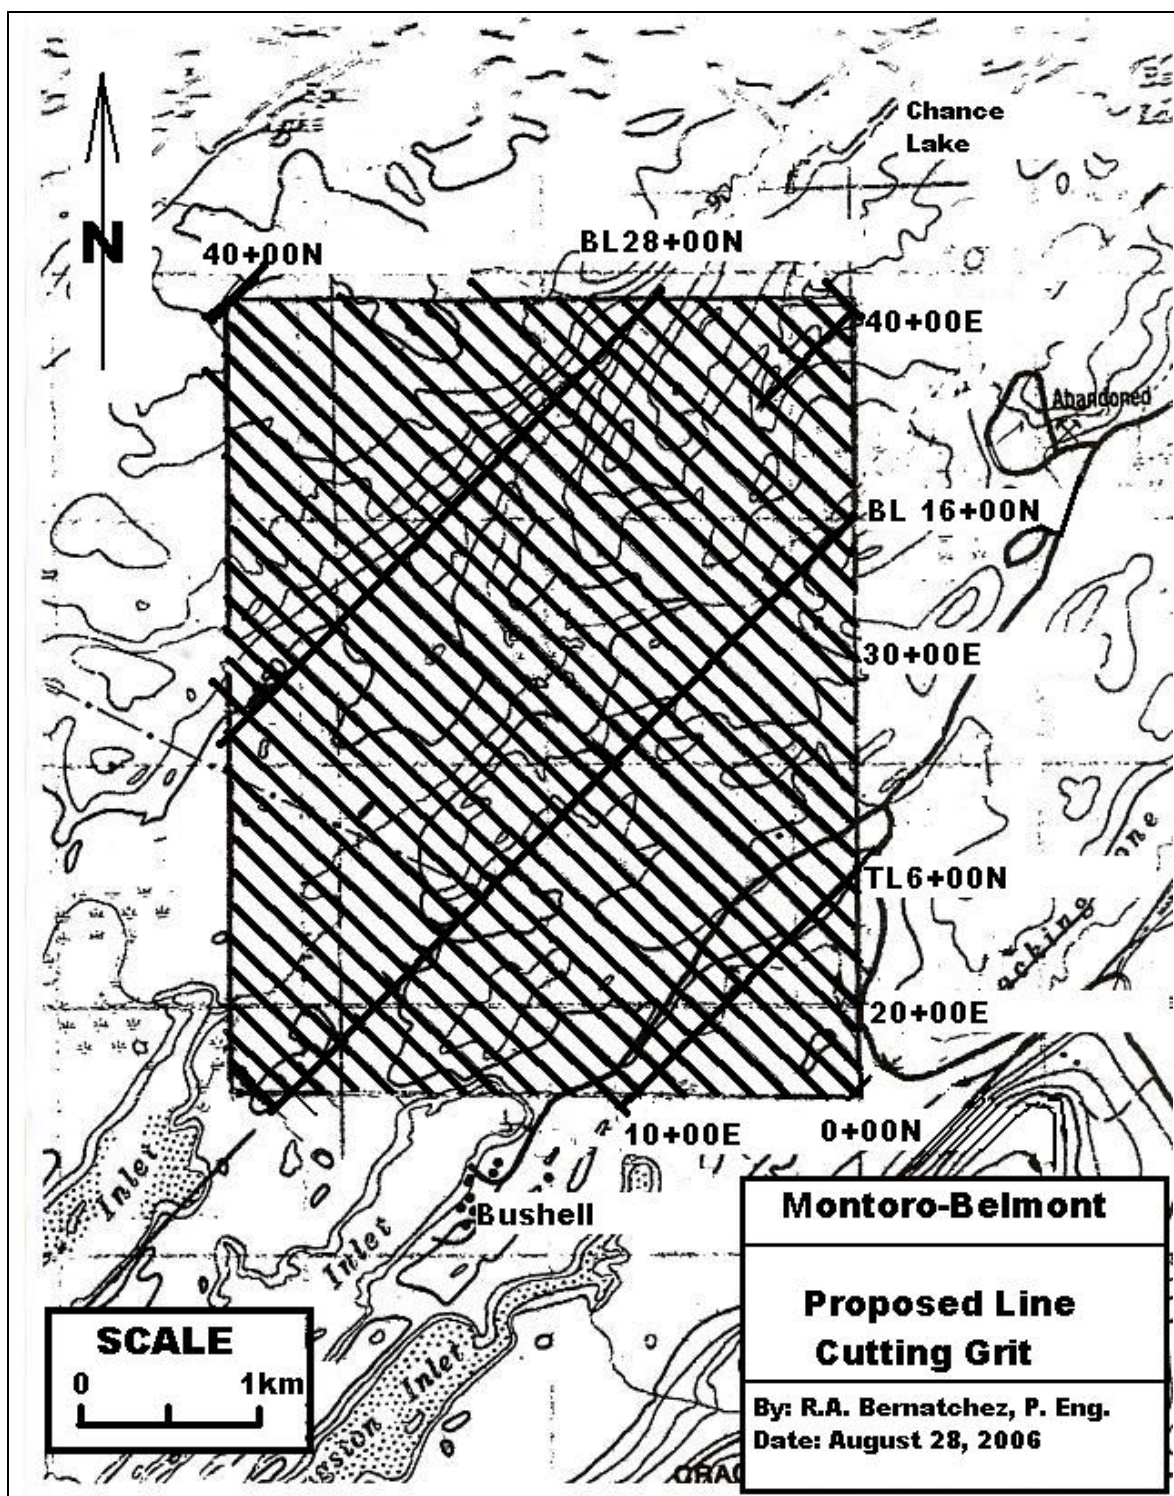 Chance
Lake
N
40+00N
BL28+00N
40+00E
Abandoned
BL 16+00N
30+00E
TL6+00N
20+00E
10+00E
0+00N
Inlet
Inlet
Bushell
Inlet
SCALE
0 1km
Montoro-Belmont
Proposed Line
Cutting Grit
By: R.A. Bernatchez, P. Eng.
Date: August 28, 2006